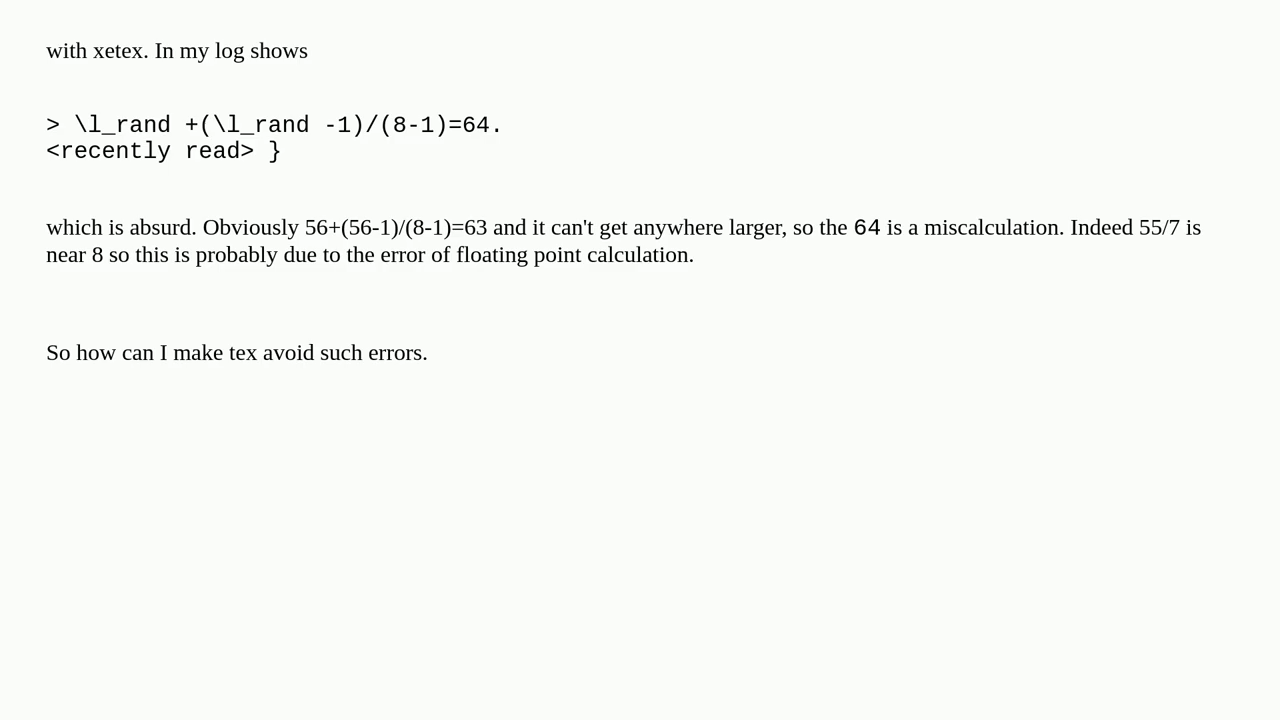 with xetex. In my log shows
> \l_rand +(\l_rand -1)/(8-1)=64.
<recently read> }
which is absurd. Obviously 56+(56-1)/(8-1)=63 and it can't get anywhere larger, so the 64 is a miscalculation. Indeed 55/7 is
near 8 so this is probably due to the error of floating point calculation.
So how can I make tex avoid such errors.